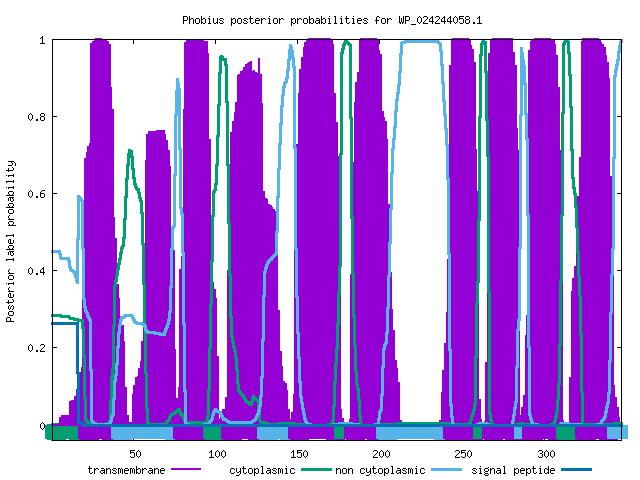 Phobius posterior probabilities for WP_024244058.1
Posterior label probability
1
0.8
0.6
0.4
0.2
0
50 100 150 200 250 300
transmembrane cytoplasmic non cytoplasmic signal peptide